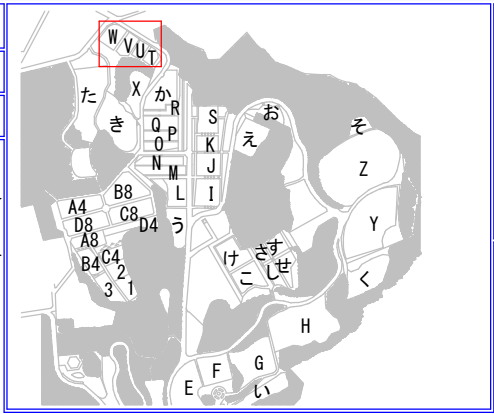 W V U T
た X か R S お
き Q P え そ
O K
N M J Z
L I
B8
A4 C8 D4 う
D8 Y
A8
B4 C4 け さ す せ
2 こ し く
3 1
H
F G
E い